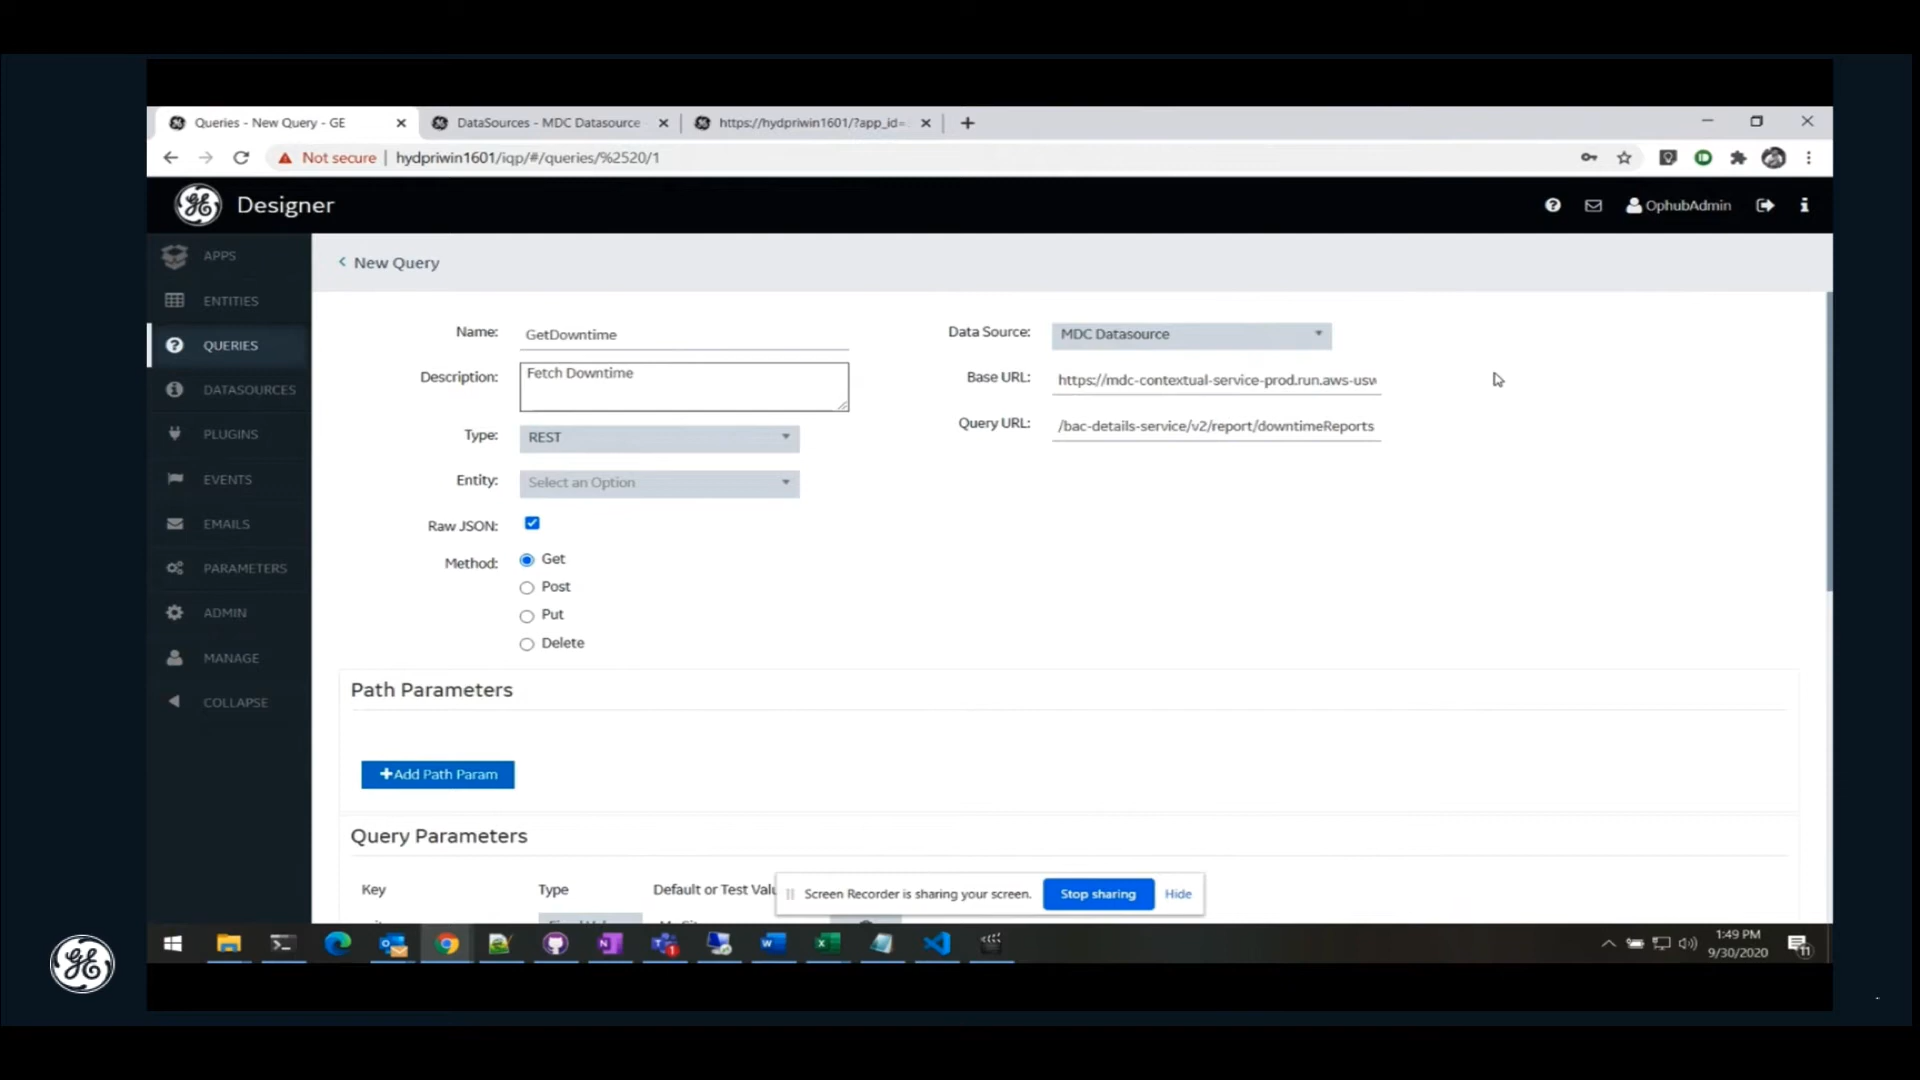 Queries - New Query - GE
DataSources - MDC Datasource
https://hydpriwin1601/?app_id=
Not secure
hydpriwin1601/iqp/#/queries/%2520/1
Designer
OphubAdmin
APPS
ENTITIES
QUERIES
DATASOURCES
PLUGINS
EVENTS
EMAILS
PARAMETERS
ADMIN
MANAGE
COLLAPSE
New Query
Name: GetDowntime
Data Source: MDC Datasource
Description: Fetch Downtime
Base URL: https://mdc-contextual-service-prod.run.aws-usw
Query URL: /bac-details-service/v2/report/downtimeReports
Type: REST
Entity: Select an Option
Raw JSON:
Method: Get
Post
Put
Delete
Path Parameters
+Add Path Param
Query Parameters
Key Type Default or Test Valu
Screen Recorder is sharing your screen. Stop sharing Hide
1:49 PM
9/30/2020
11